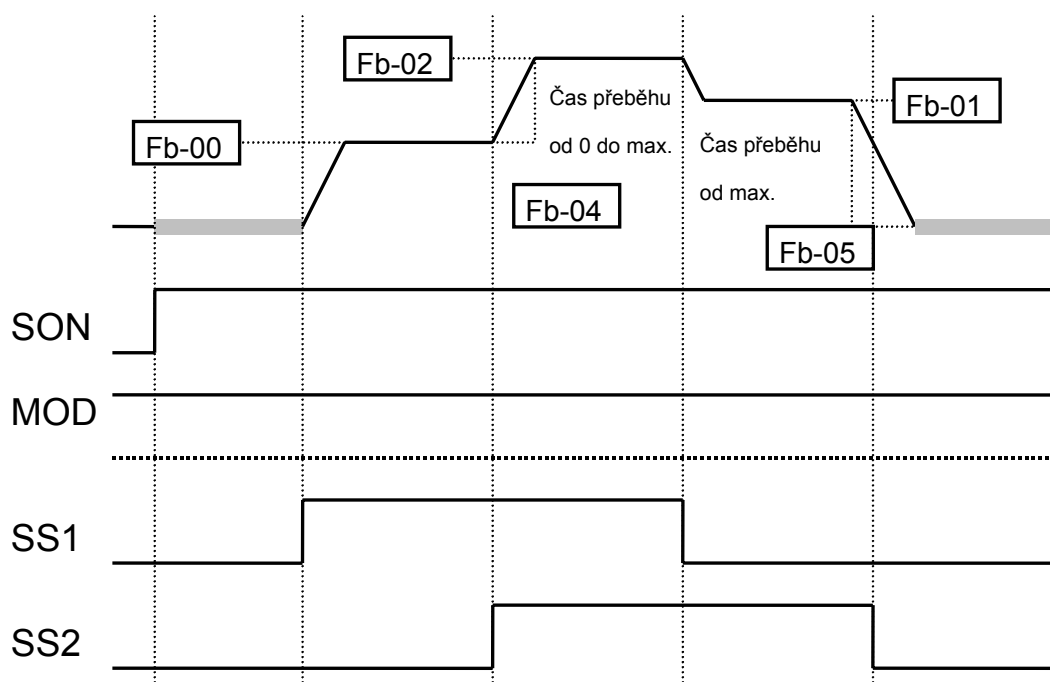 Fb-02
Čas přeběhu
od 0 do max.
Fb-01
Fb-00
Čas přeběhu
od max.
Fb-04
Fb-05
SON
MOD
SS1
SS2